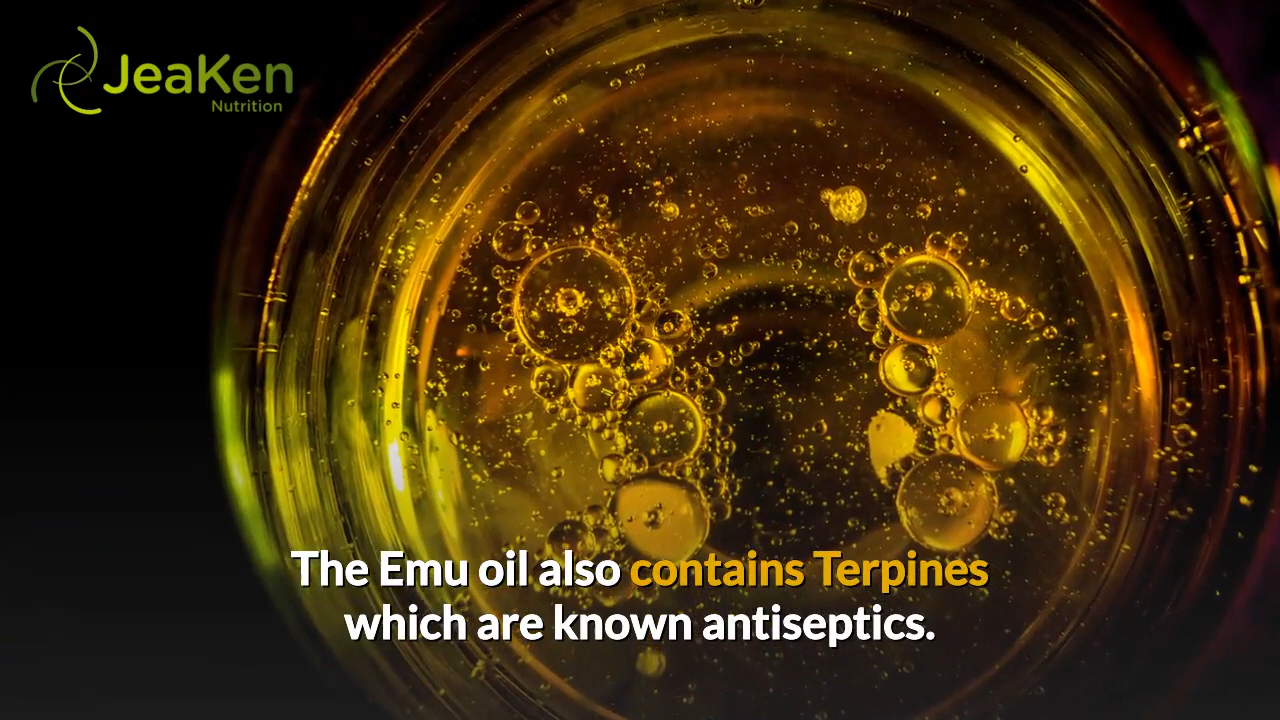 JeaKen
Nutrition
The Emu oil also contains Terpines
which are known antiseptics.